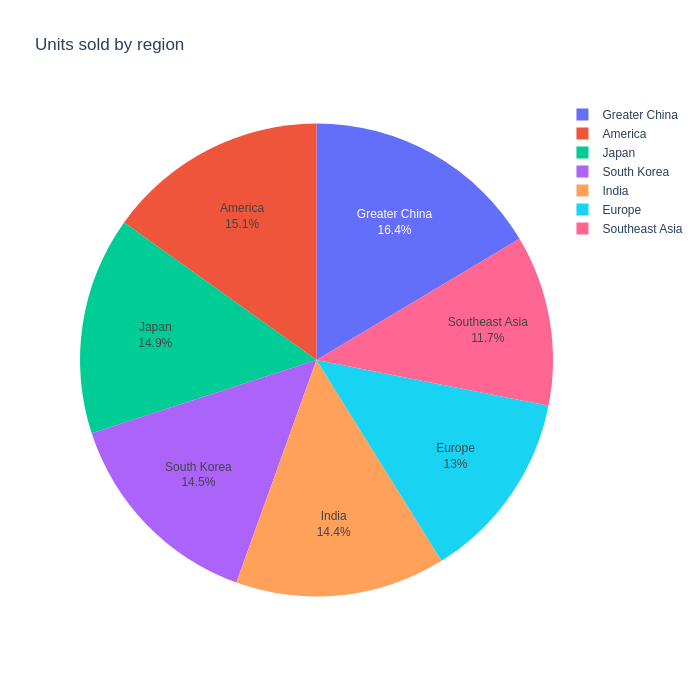 Units sold by region
Greater China
16.4%
Southeast Asia
11.7%
Europe
13%
India
14.4%
South Korea
14.5%
Japan
14.9%
America
15.1%
Greater China
America
Japan
South Korea
India
Europe
Southeast Asia